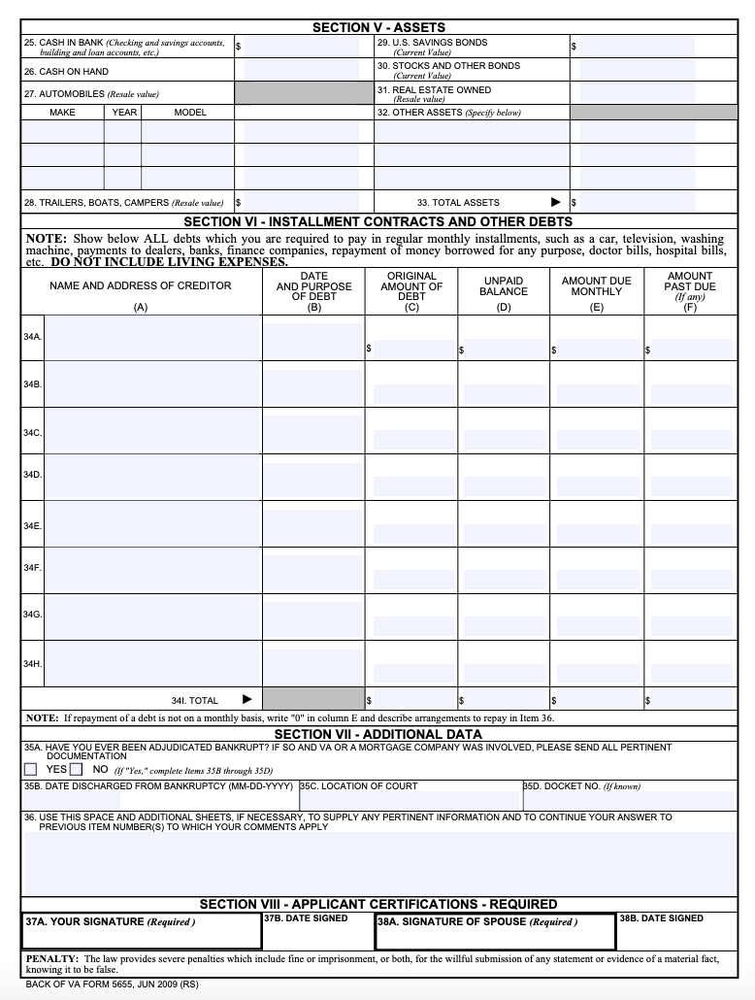 SECTION V - ASSETS
25. CASH IN BANK (Checking and savings accounts,
building and loan accounts, etc.)
$
29. U.S. SAVINGS BONDS
(Current Value)
$
26. CASH ON HAND
30. STOCKS AND OTHER BONDS
(Current Value)
27. AUTOMOBILES (Resale value)
31. REAL ESTATE OWNED
(Resale value)
MAKE YEAR MODEL
32. OTHER ASSETS (Specify below)
28. TRAILERS, BOATS, CAMPERS (Resale value) $
33. TOTAL ASSETS ▶ $
SECTION VI - INSTALLMENT CONTRACTS AND OTHER DEBTS
NOTE: Show below ALL debts which you are required to pay in regular monthly installments, such as a car, television, washing
machine, payments to dealers, banks, finance companies, repayment of money borrowed for any purpose, doctor bills, hospital bills,
etc. DO NOT INCLUDE LIVING EXPENSES.
NAME AND ADDRESS OF CREDITOR
(A)
DATE
AND PURPOSE
OF DEBT
(B)
ORIGINAL
AMOUNT OF
DEBT
(C)
UNPAID
BALANCE
(D)
AMOUNT DUE
MONTHLY
(E)
AMOUNT
PAST DUE
(If any)
(F)
34A. $ $ $ $
34B.
34C.
34D.
34E.
34F.
34G.
34H.
34I. TOTAL ▶ $ $ $ $
NOTE: If repayment of a debt is not on a monthly basis, write "0" in column E and describe arrangements to repay in Item 36.
SECTION VII - ADDITIONAL DATA
35A. HAVE YOU EVER BEEN ADJUDICATED BANKRUPT? IF SO AND VA OR A MORTGAGE COMPANY WAS INVOLVED, PLEASE SEND ALL PERTINENT
DOCUMENTATION
YES NO (If "Yes," complete Items 35B through 35D)
35B. DATE DISCHARGED FROM BANKRUPTCY (MM-DD-YYYY) 35C. LOCATION OF COURT 35D. DOCKET NO. (If known)
36. USE THIS SPACE AND ADDITIONAL SHEETS, IF NECESSARY, TO SUPPLY ANY PERTINENT INFORMATION AND TO CONTINUE YOUR ANSWER TO
PREVIOUS ITEM NUMBER(S) TO WHICH YOUR COMMENTS APPLY
SECTION VIII - APPLICANT CERTIFICATIONS - REQUIRED
37A. YOUR SIGNATURE (Required ) 37B. DATE SIGNED 38A. SIGNATURE OF SPOUSE (Required ) 38B. DATE SIGNED
PENALTY: The law provides severe penalties which include fine or imprisonment, or both, for the willful submission of any statement or evidence of a material fact,
knowing it to be false.
BACK OF VA FORM 5655, JUN 2009 (RS)